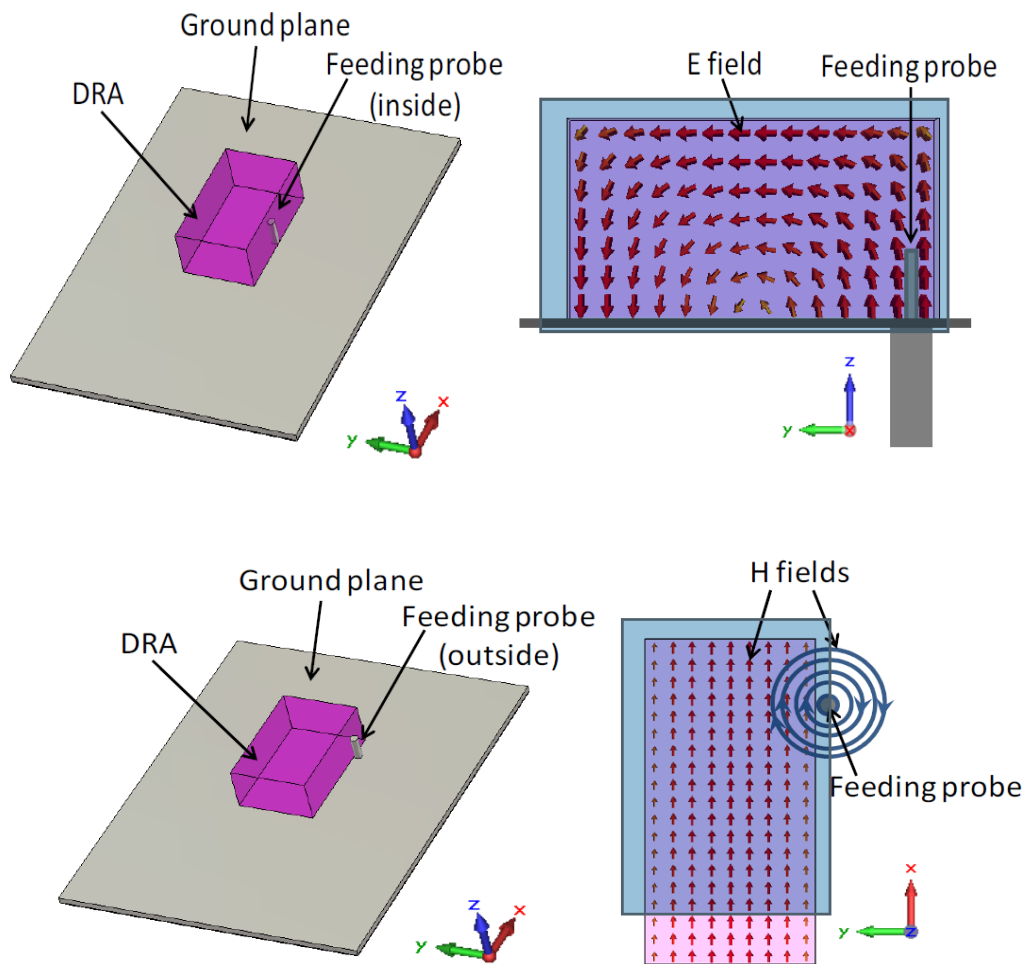 Ground plane
Feeding probe
(inside)
DRA
z
x
y
E field
Feeding probe
z
y
x
Ground plane
Feeding probe
(outside)
DRA
z
x
y
H fields
Feeding probe
x
y
z